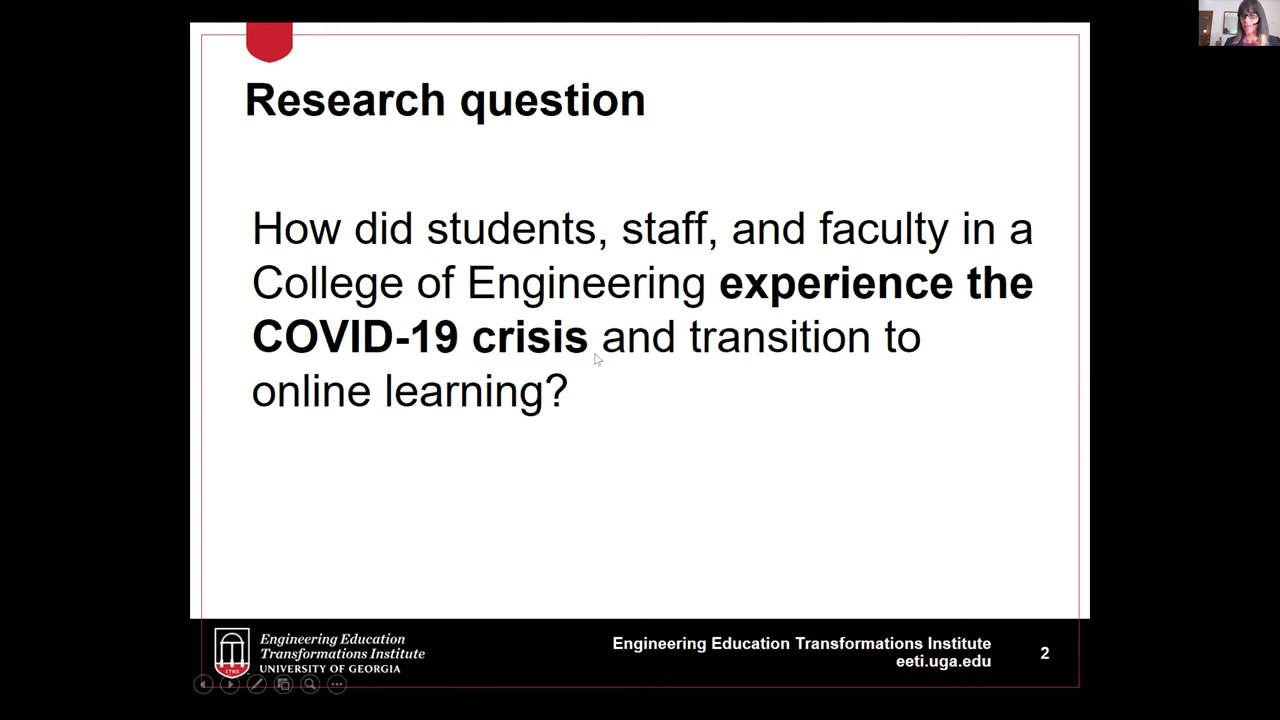 Research question
How did students, staff, and faculty in a
College of Engineering experience the
COVID-19 crisis and transition to
online learning?
Engineering Education
Transformations Institute
UNIVERSITY OF GEORGIA
1785
Engineering Education Transformations Institute
eeti.uga.edu
2